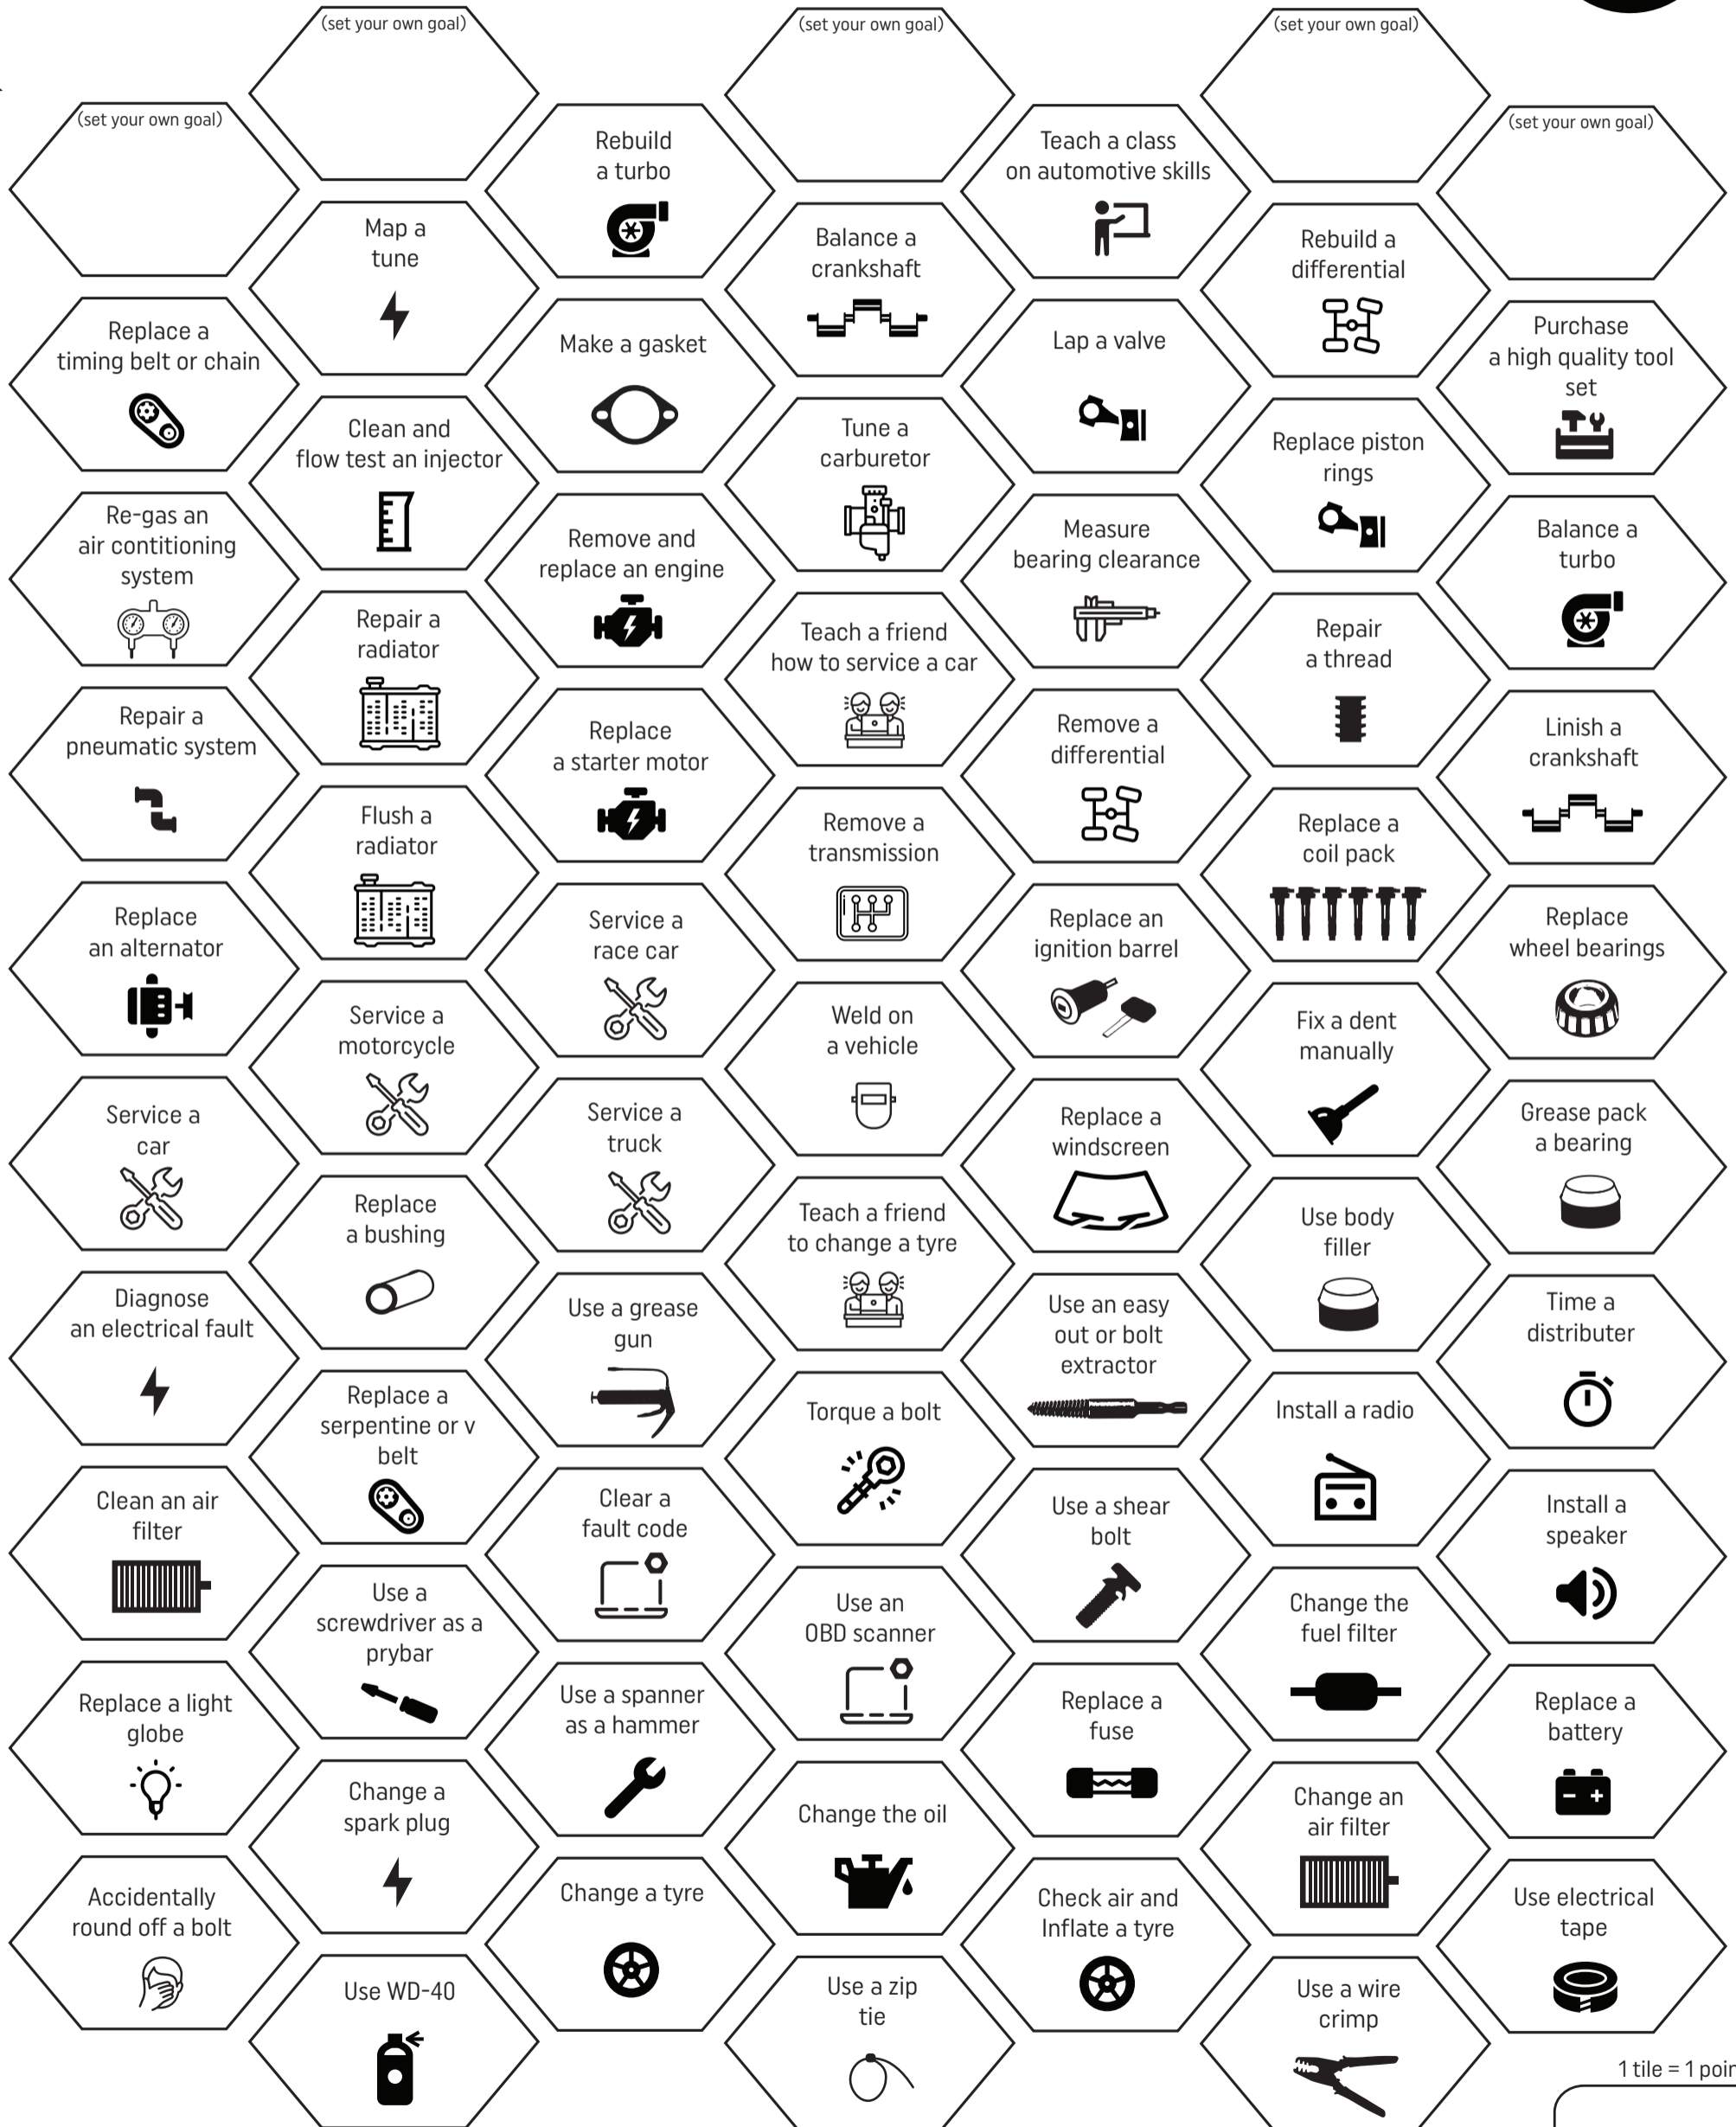 (set your own goal)
(set your own goal)
(set your own goal)
(set your own goal)
(set your own goal)
Rebuild
a turbo
Teach a class
on automotive skills
Map a
tune
Balance a
crankshaft
Rebuild a
differential
Replace a
timing belt or chain
Make a gasket
Lap a valve
Purchase
a high quality tool
set
Clean and
flow test an injector
Tune a
carburetor
Replace piston
rings
Re-gas an
air contitioning
system
Remove and
replace an engine
Measure
bearing clearance
Balance a
turbo
Repair a
radiator
Teach a friend
how to service a car
Repair
a thread
Repair a
pneumatic system
Replace
a starter motor
Remove a
differential
Linish a
crankshaft
Flush a
radiator
Remove a
transmission
Replace a
coil pack
Replace
an alternator
Service a
race car
Replace an
ignition barrel
Replace
wheel bearings
Service a
motorcycle
Weld on
a vehicle
Fix a dent
manually
Service a
car
Service a
truck
Replace a
windscreen
Grease pack
a bearing
Replace
a bushing
Teach a friend
to change a tyre
Use body
filler
Diagnose
an electrical fault
Use a grease
gun
Use an easy
out or bolt
extractor
Time a
distributer
Replace a
serpentine or v
belt
Torque a bolt
Install a radio
Clean an air
filter
Clear a
fault code
Use a shear
bolt
Install a
speaker
Use a
screwdriver as a
prybar
Use an
OBD scanner
Change the
fuel filter
Replace a light
globe
Use a spanner
as a hammer
Replace a
fuse
Replace a
battery
Change a
spark plug
Change the oil
Change an
air filter
Accidentally
round off a bolt
Change a tyre
Check air and
Inflate a tyre
Use electrical
tape
Use WD-40
Use a zip
tie
Use a wire
crimp
1 tile = 1 poin